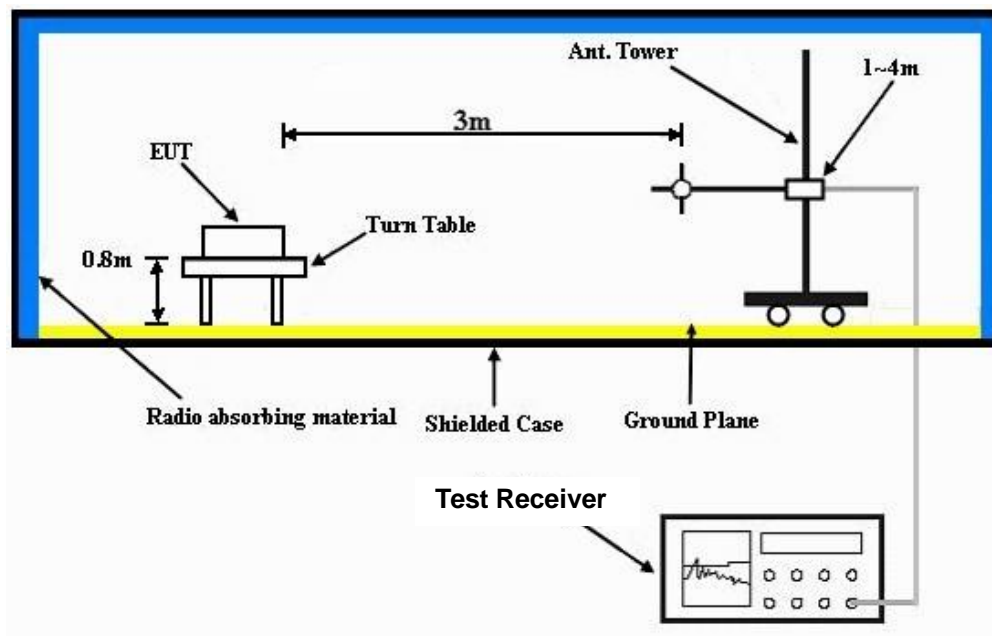 Ant. Tower
1~4m
3m
EUT
Turn Table
0.8m
Radio absorbing material
Shielded Case
Ground Plane
Test Receiver